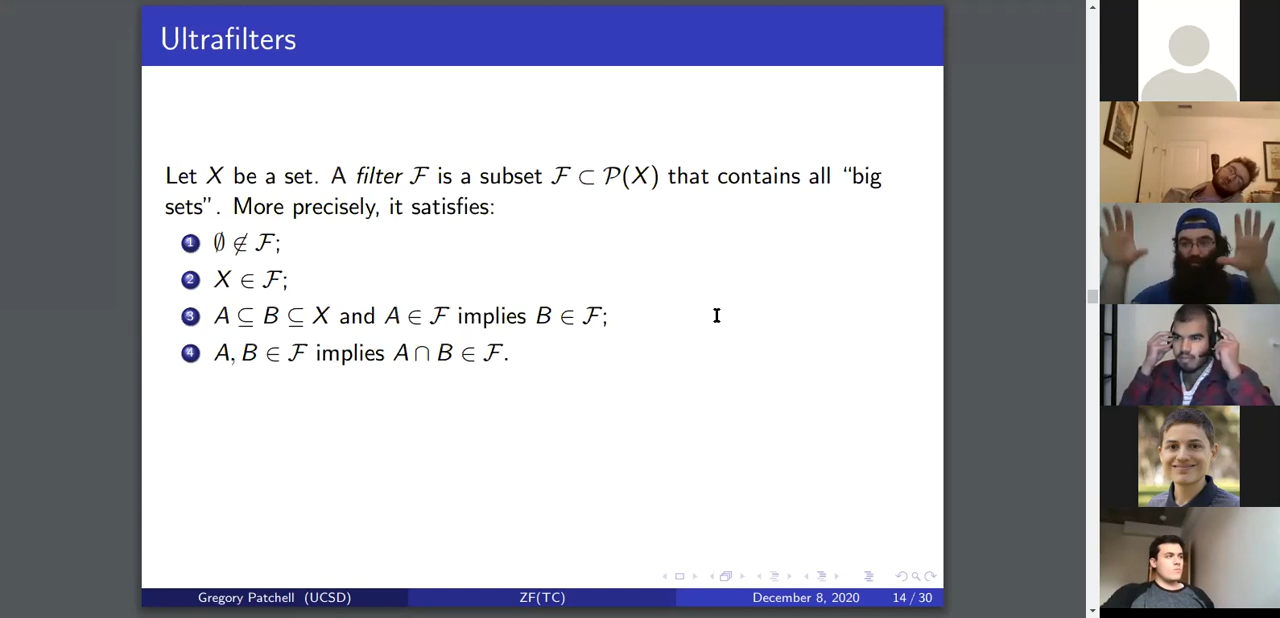 Ultrafilters
Let X be a set. A filter ℱ is a subset ℱ ⊂ 𝒫(X) that contains all “big
sets”. More precisely, it satisfies:
1 ∅ ∉ ℱ;
2 X ∈ ℱ;
3 A ⊆ B ⊆ X and A ∈ ℱ implies B ∈ ℱ;
4 A, B ∈ ℱ implies A ∩ B ∈ ℱ.
Gregory Patchell (UCSD) ZF(TC) December 8, 2020 14 / 30